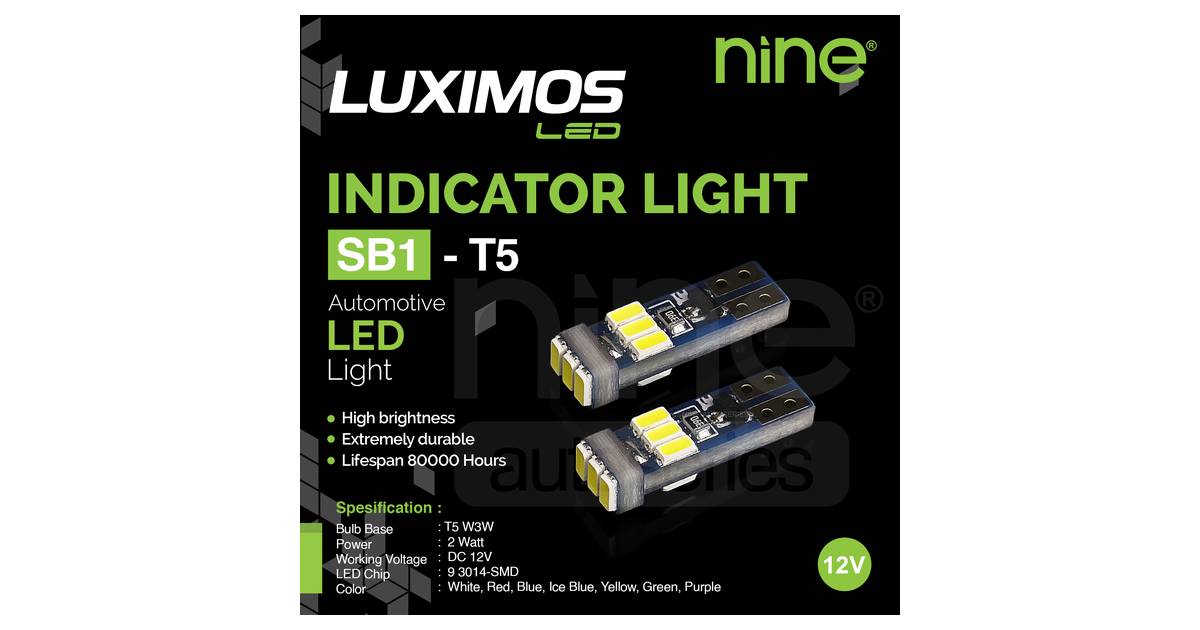 nine®
LUXIMOS
LED
INDICATOR LIGHT
SB1 - T5
Automotive
LED
Light
• High brightness
• Extremely durable
• Lifespan 80000 Hours
Spesification :
Bulb Base : T5 W3W
Power : 2 Watt
Working Voltage : DC 12V
LED Chip : 9 3014-SMD
Color : White, Red, Blue, Ice Blue, Yellow, Green, Purple
12V
nine®